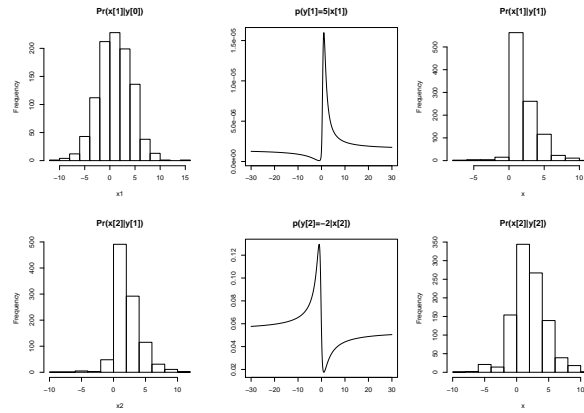 Pr(x[1]|y[0])
Frequency
0 50 100 200
−10 −5 0 5 10 15
x1
p(y[1]=5|x[1])
0.0e+00 5.0e−06 1.0e−05 1.5e−05
−30 −20 −10 0 10 20 30
Pr(x[1]|y[1])
Frequency
0 100 200 300 400 500
−5 0 5 10
x
Pr(x[2]|y[1])
Frequency
0 100 200 300 400 500
−10 −5 0 5 10
x2
p(y[2]=−2|x[2])
0.02 0.04 0.06 0.08 0.10 0.12
−30 −20 −10 0 10 20 30
Pr(x[2]|y[2])
Frequency
0 50 150 250 350
−10 −5 0 5 10
x